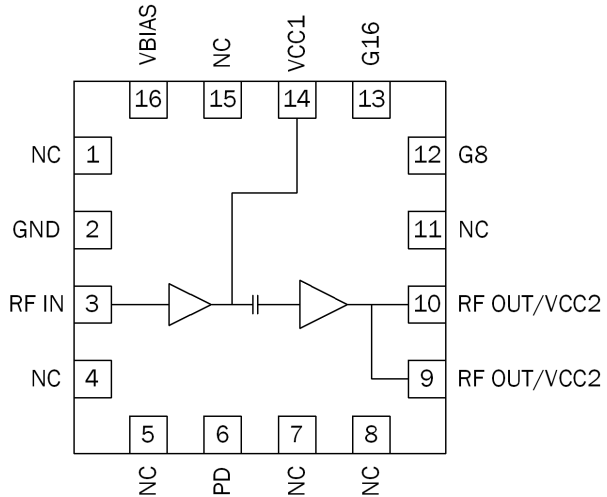 VBIAS
NC
VCC1
G16
16
15
14
13
NC 1
12 G8
GND 2
11 NC
RF IN 3
10 RF OUT/VCC2
NC 4
9 RF OUT/VCC2
5
6
7
8
NC
PD
NC
NC